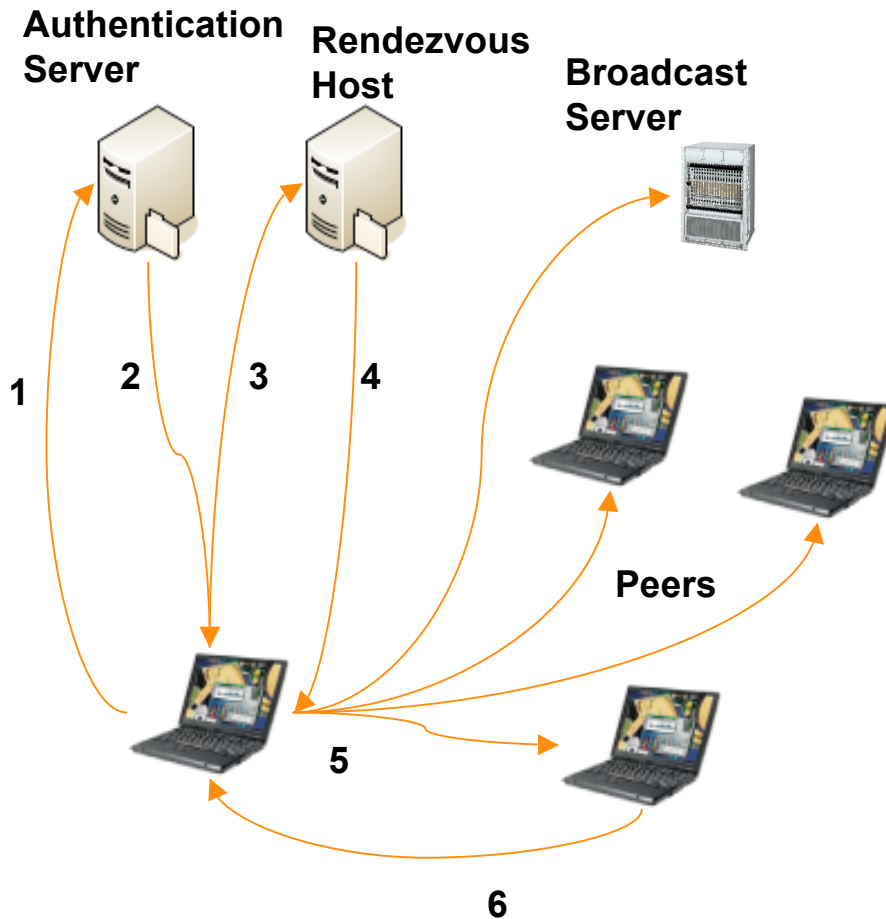 Authentication
Server
Rendezvous
Host
Broadcast
Server
1
2
3
4
Peers
5
6